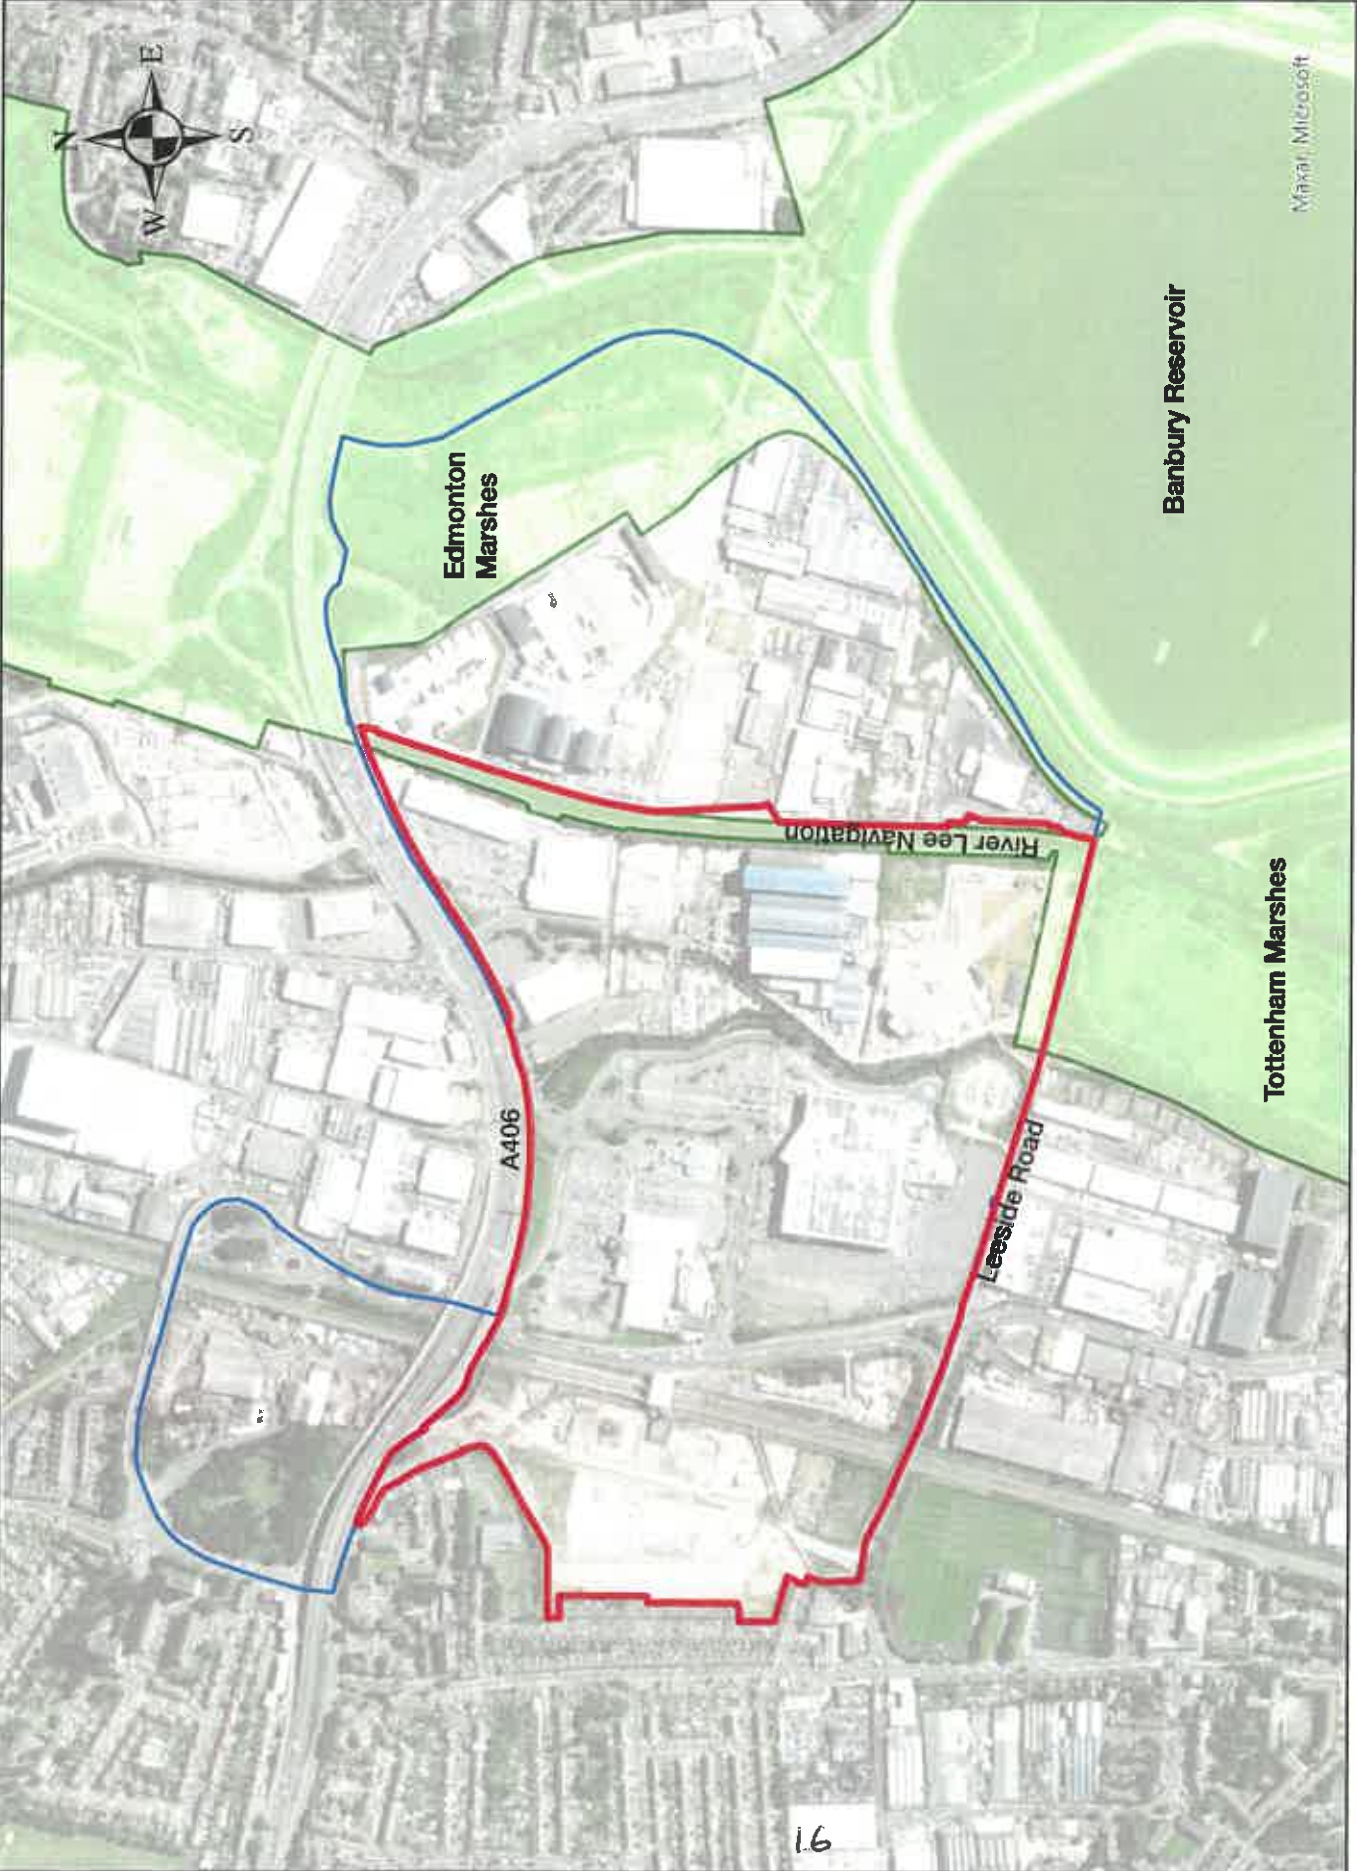 N
E
S
W
Edmonton
Marshes
A406
River Lee Navigation
Leeside Road
Banbury Reservoir
Tottenham Marshes
Maxar, Microsoft
16